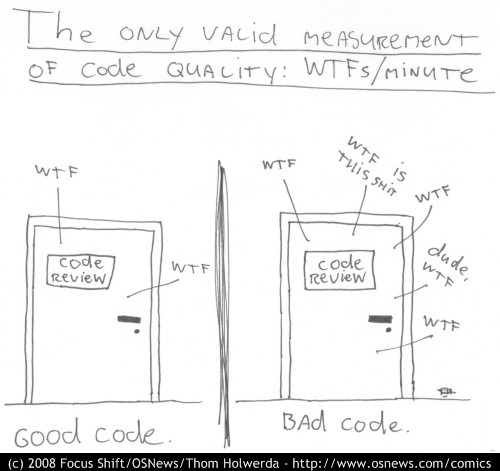 The ONLY VALID MEASUREMENT
OF CODE QUALITY: WTFs/MINUTE
WTF
CODE
REVIEW
WTF
GOOD CODE.
WTF
WTF IS
THIS SHIT
WTF
CODE
REVIEW
dude,
WTF
WTF
BAD CODE.
(c) 2008 Focus Shift/OSNews/Thom Holwerda - http://www.osnews.com/comics